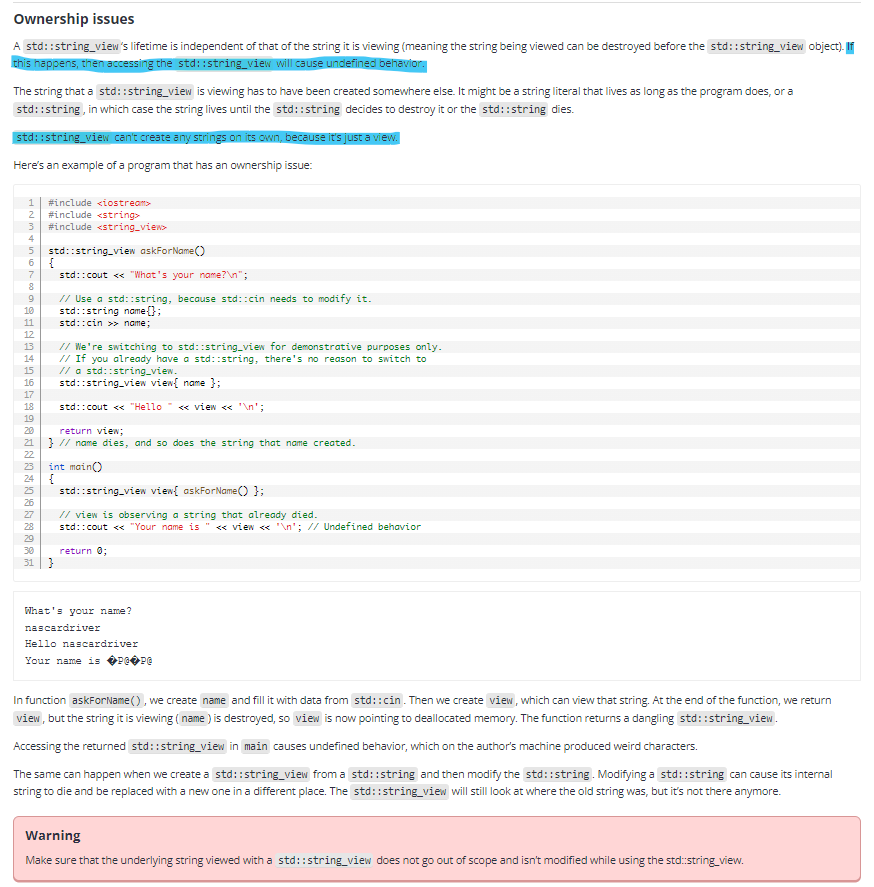 Ownership issues
A std::string_view's lifetime is independent of that of the string it is viewing (meaning the string being viewed can be destroyed before the std::string_view object). If
this happens, then accessing the std::string_view will cause undefined behavior.
The string that a std::string_view is viewing has to have been created somewhere else. It might be a string literal that lives as long as the program does, or a
std::string, in which case the string lives until the std::string decides to destroy it or the std::string dies.
std::string_view can't create any strings on its own, because it's just a view.
Here's an example of a program that has an ownership issue:
1 #include <iostream>
2 #include <string>
3 #include <string_view>
4
5 std::string_view askForName()
6 {
7   std::cout << "What's your name?\n";
8
9   // Use a std::string, because std::cin needs to modify it.
10   std::string name{};
11   std::cin >> name;
12
13   // We're switching to std::string_view for demonstrative purposes only.
14   // If you already have a std::string, there's no reason to switch to
15   // a std::string_view.
16   std::string_view view{ name };
17
18   std::cout << "Hello " << view << '\n';
19
20   return view;
21 } // name dies, and so does the string that name created.
22
23 int main()
24 {
25   std::string_view view{ askForName() };
26
27   // view is observing a string that already died.
28   std::cout << "Your name is " << view << '\n'; // Undefined behavior
29
30   return 0;
31 }
What's your name?
nascardriver
Hello nascardriver
Your name is �P@�P@
In function askForName(), we create name and fill it with data from std::cin. Then we create view, which can view that string. At the end of the function, we return
view, but the string it is viewing (name) is destroyed, so view is now pointing to deallocated memory. The function returns a dangling std::string_view.
Accessing the returned std::string_view in main causes undefined behavior, which on the author's machine produced weird characters.
The same can happen when we create a std::string_view from a std::string and then modify the std::string. Modifying a std::string can cause its internal
string to die and be replaced with a new one in a different place. The std::string_view will still look at where the old string was, but it's not there anymore.
Warning
Make sure that the underlying string viewed with a std::string_view does not go out of scope and isn't modified while using the std::string_view.